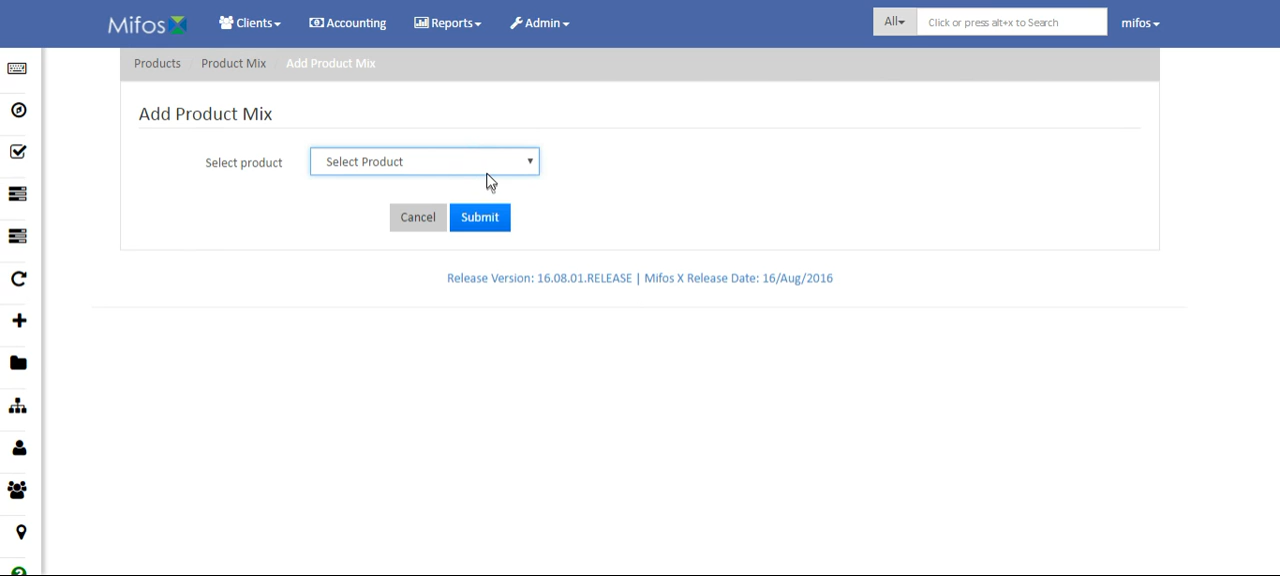 Mifos Clients Accounting Reports Admin All Click or press alt+x to Search mifos
Products Product Mix Add Product Mix
Add Product Mix
Select product Select Product
Cancel Submit
Release Version: 16.08.01.RELEASE | Mifos X Release Date: 16/Aug/2016